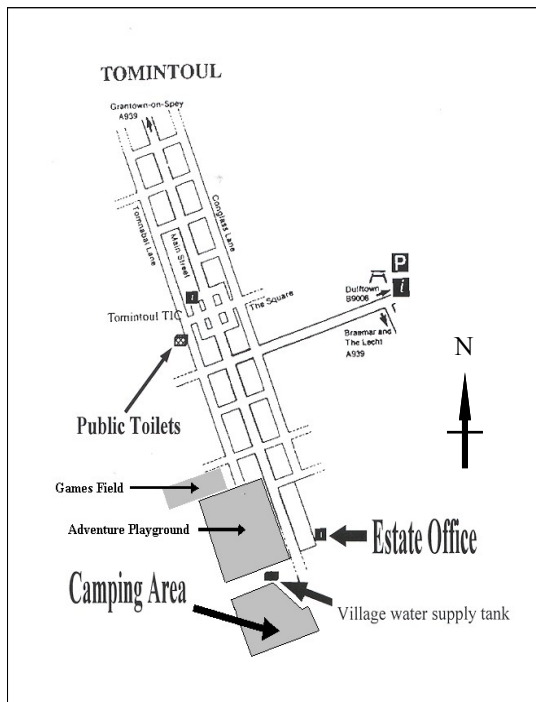 TOMINTOUL
Grantown-on-Spey
A939
Tomnabat Lane
Main Street
Conglass Lane
i
P
Dufftown
B9008
i
The Square
Tomintoul TIC
Braemar and
The Lecht
A939
N
Public Toilets
Games Field
Adventure Playground
Estate Office
Camping Area
Village water supply tank